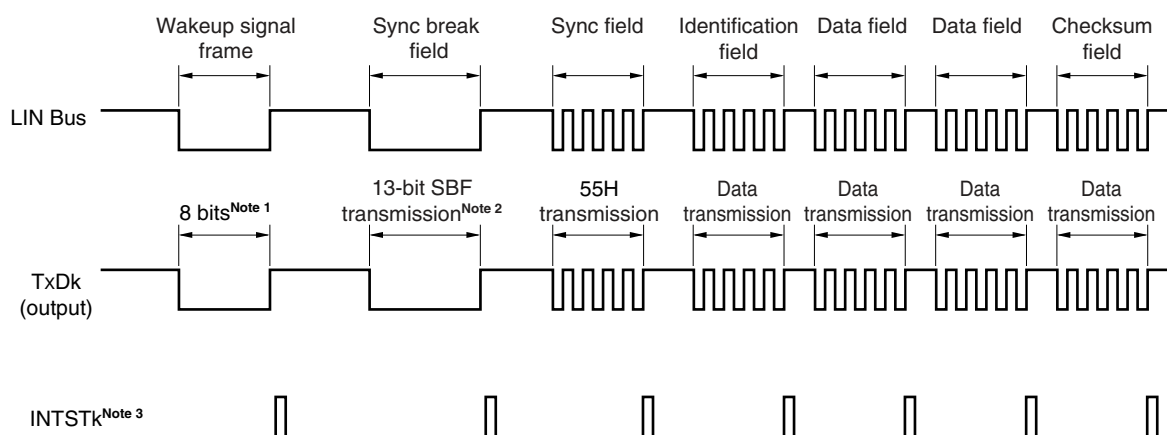 Wakeup signal frame
Sync break field
Sync field
Identification field
Data field
Data field
Checksum field
LIN Bus
8 bitsNote 1
13-bit SBF transmissionNote 2
55H transmission
Data transmission
Data transmission
Data transmission
Data transmission
TxDk (output)
INTSTkNote 3